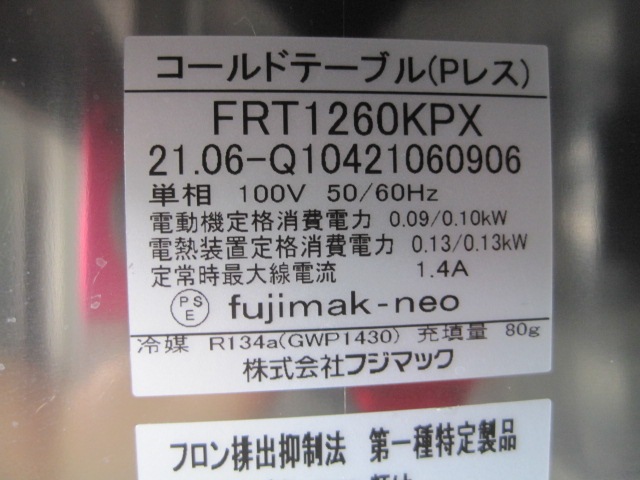 コールドテーブル(Pレス)
FRT1260KPX
21.06-Q10421060906
単相 100V 50/60Hz
電動機定格消費電力 0.09/0.10kW
電熱装置定格消費電力 0.13/0.13kW
定常時最大線電流 1.4A
PSE fujimak-neo
冷媒 R134a(GWP1430) 充填量 80g
株式会社フジマック
フロン排出抑制法 第一種特定製品